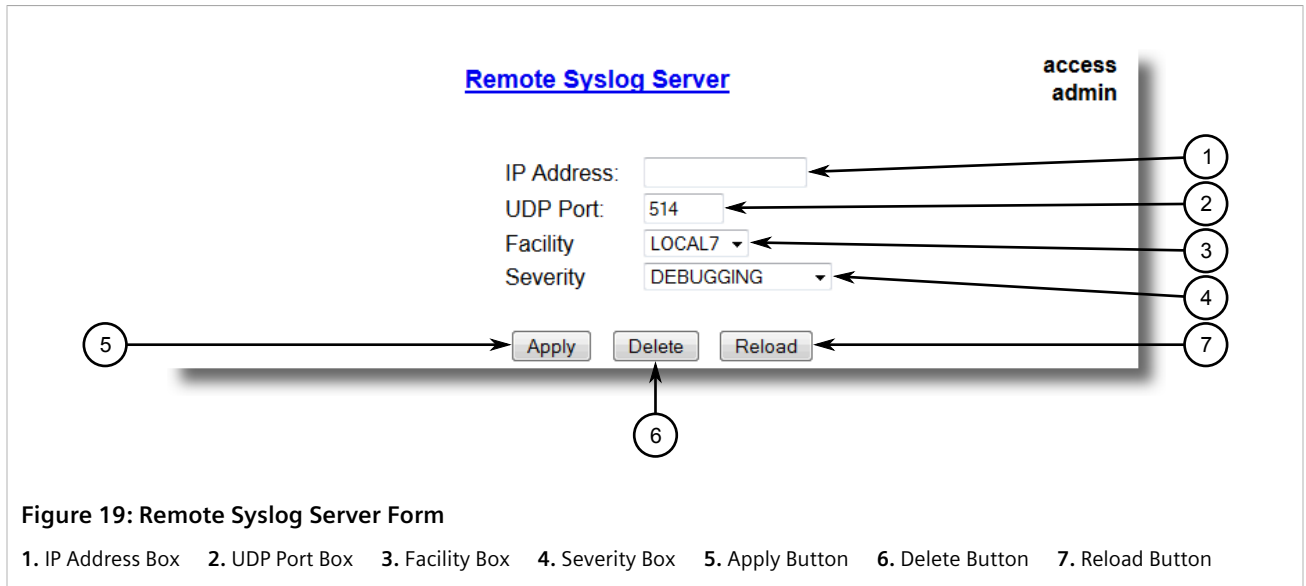 access
admin
Remote Syslog Server
IP Address:
1
UDP Port: 514
2
Facility LOCAL7
3
Severity DEBUGGING
4
5
Apply Delete Reload
7
6
Figure 19: Remote Syslog Server Form
1. IP Address Box 2. UDP Port Box 3. Facility Box 4. Severity Box 5. Apply Button 6. Delete Button 7. Reload Button